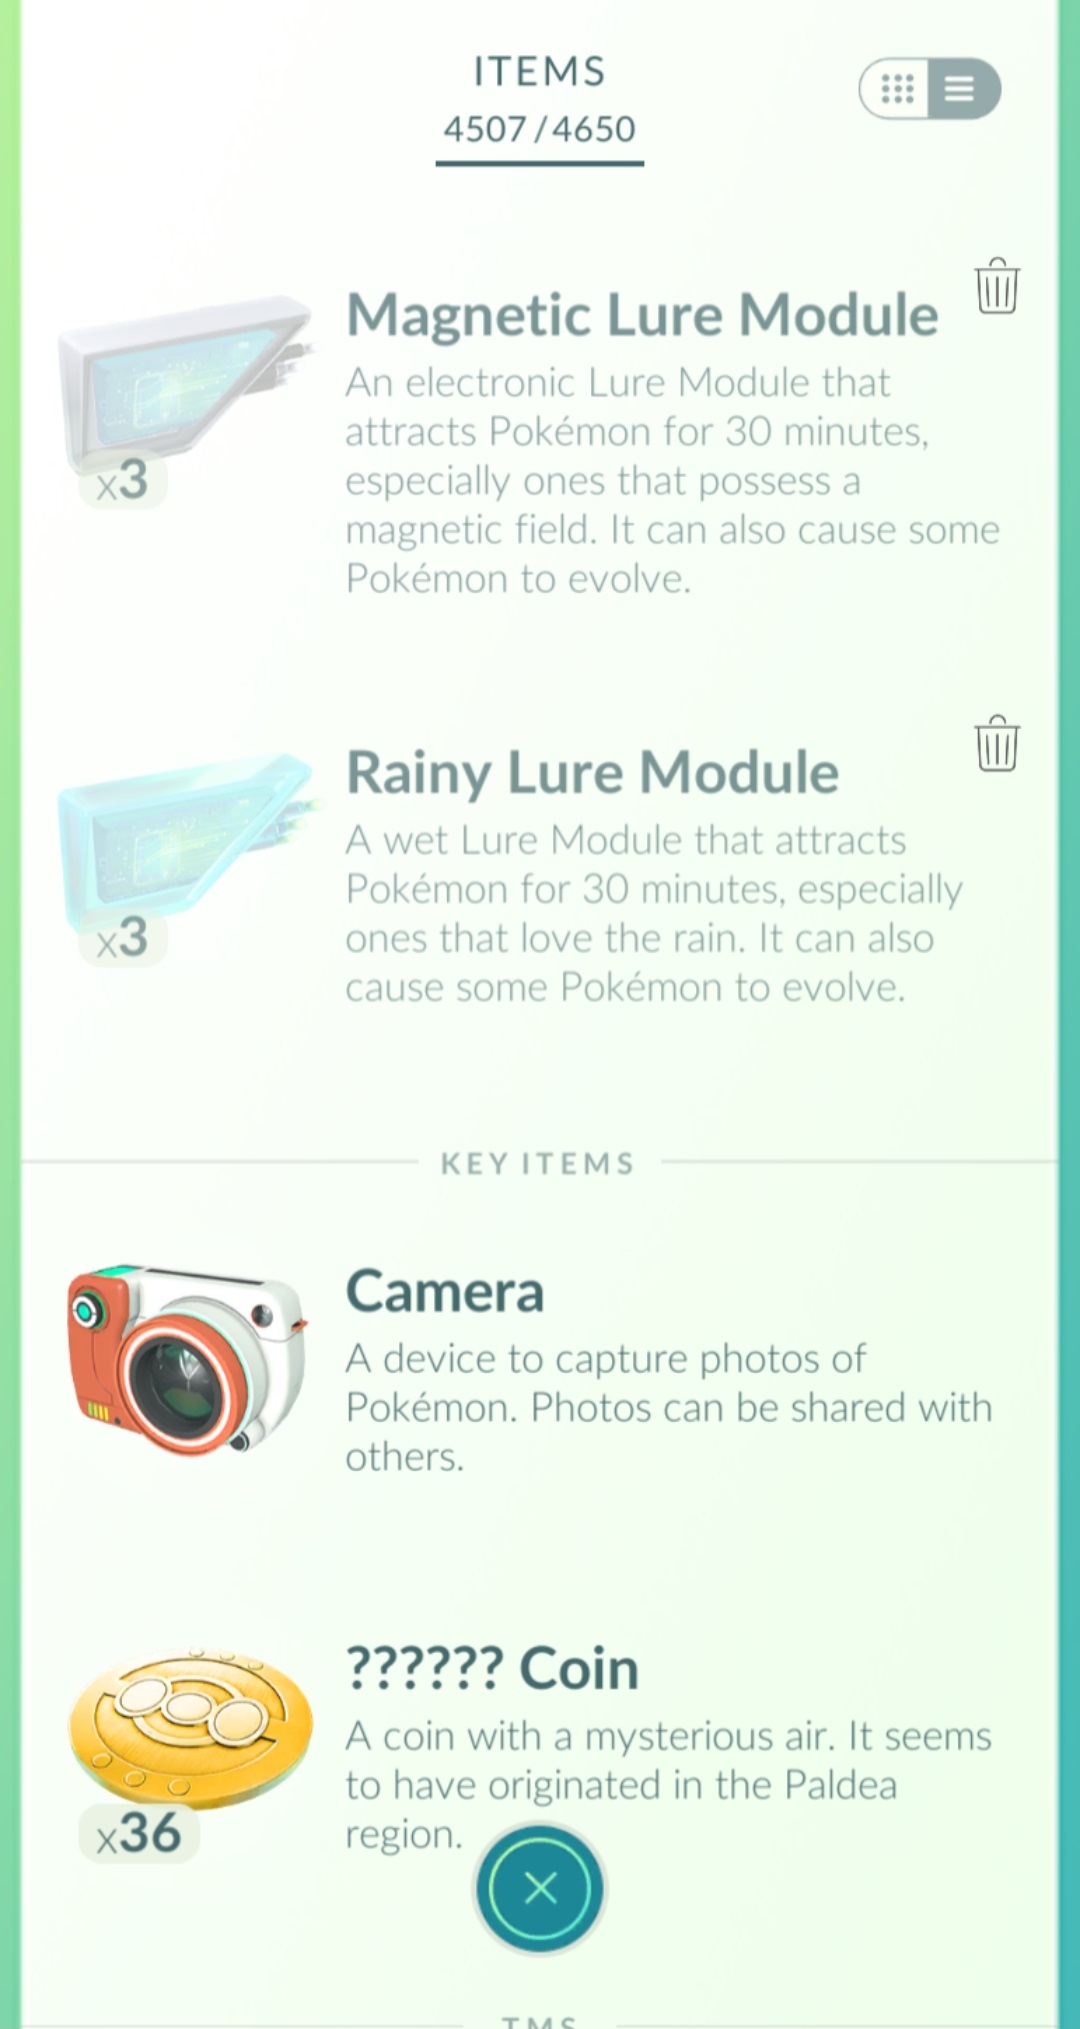 ITEMS
4507 / 4650
Magnetic Lure Module
An electronic Lure Module that
attracts Pokémon for 30 minutes,
especially ones that possess a
magnetic field. It can also cause some
Pokémon to evolve.
x3
Rainy Lure Module
A wet Lure Module that attracts
Pokémon for 30 minutes, especially
ones that love the rain. It can also
cause some Pokémon to evolve.
x3
KEY ITEMS
Camera
A device to capture photos of
Pokémon. Photos can be shared with
others.
?????? Coin
A coin with a mysterious air. It seems
to have originated in the Paldea
region.
x36
TMS